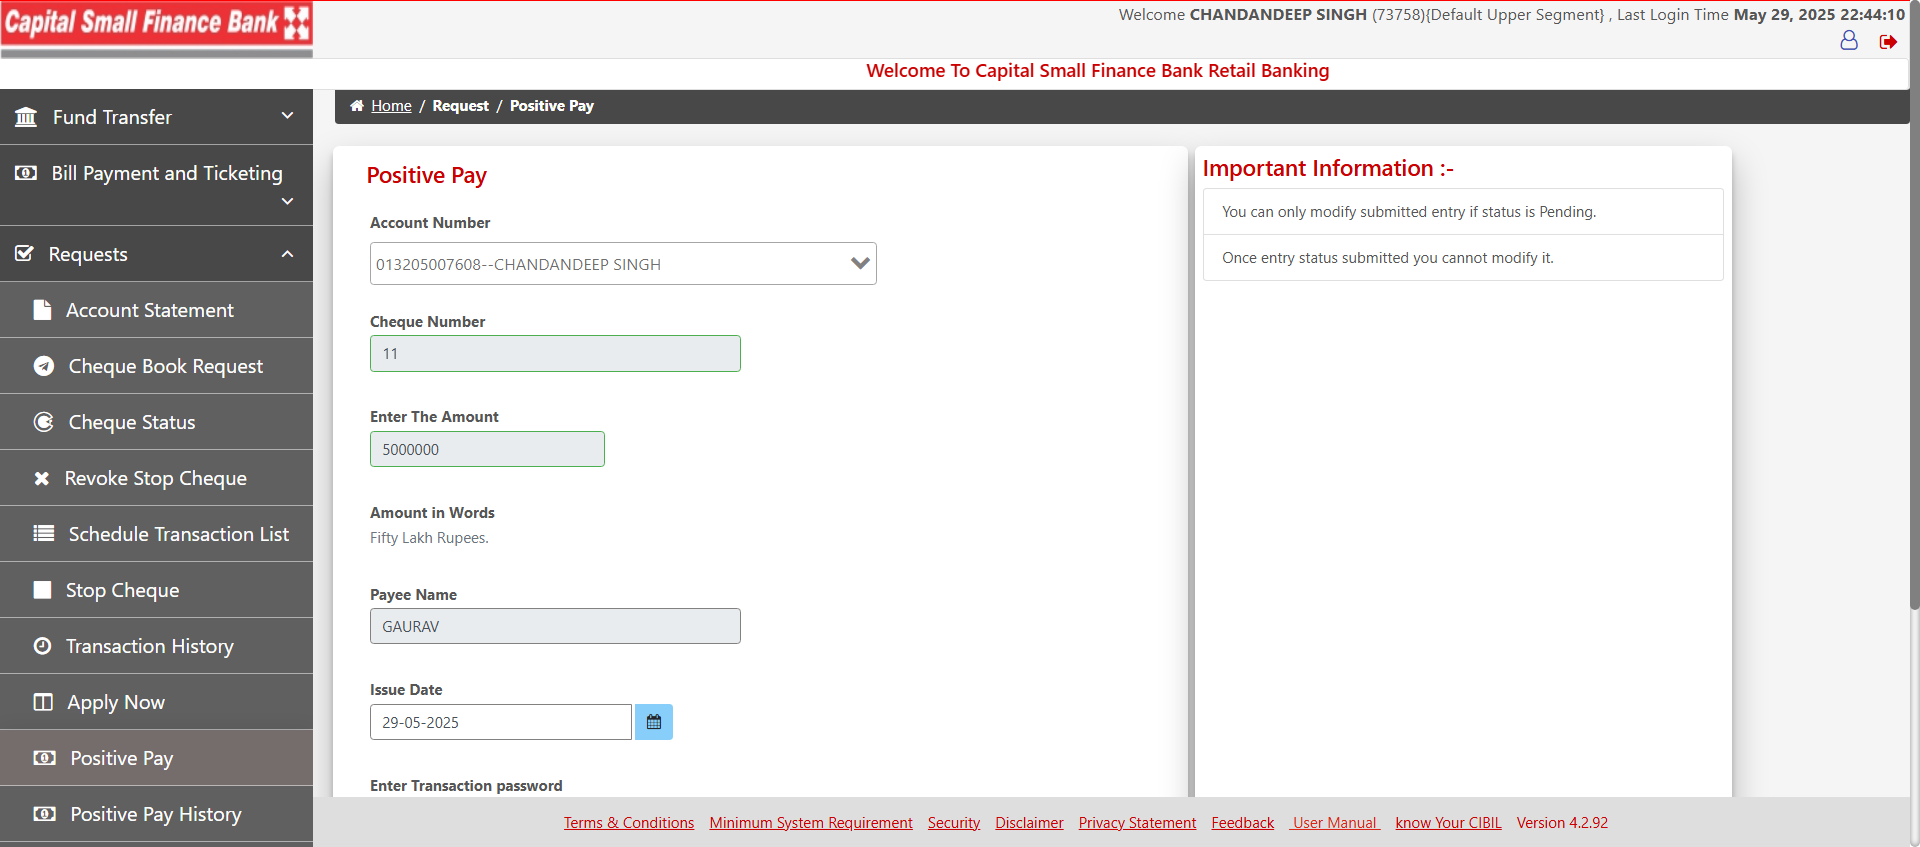 Capital Small Finance Bank
Welcome CHANDANDEEP SINGH (73758){Default Upper Segment} , Last Login Time May 29, 2025 22:44:10
Welcome To Capital Small Finance Bank Retail Banking
Home / Request / Positive Pay
Fund Transfer
Bill Payment and Ticketing
Requests
Account Statement
Cheque Book Request
Cheque Status
Revoke Stop Cheque
Schedule Transaction List
Stop Cheque
Transaction History
Apply Now
Positive Pay
Positive Pay History
Positive Pay
Account Number
013205007608--CHANDANDEEP SINGH
Cheque Number
11
Enter The Amount
5000000
Amount in Words
Fifty Lakh Rupees.
Payee Name
GAURAV
Issue Date
29-05-2025
Enter Transaction password
Important Information :-
You can only modify submitted entry if status is Pending.
Once entry status submitted you cannot modify it.
Terms & Conditions Minimum System Requirement Security Disclaimer Privacy Statement Feedback User Manual know Your CIBIL Version 4.2.92